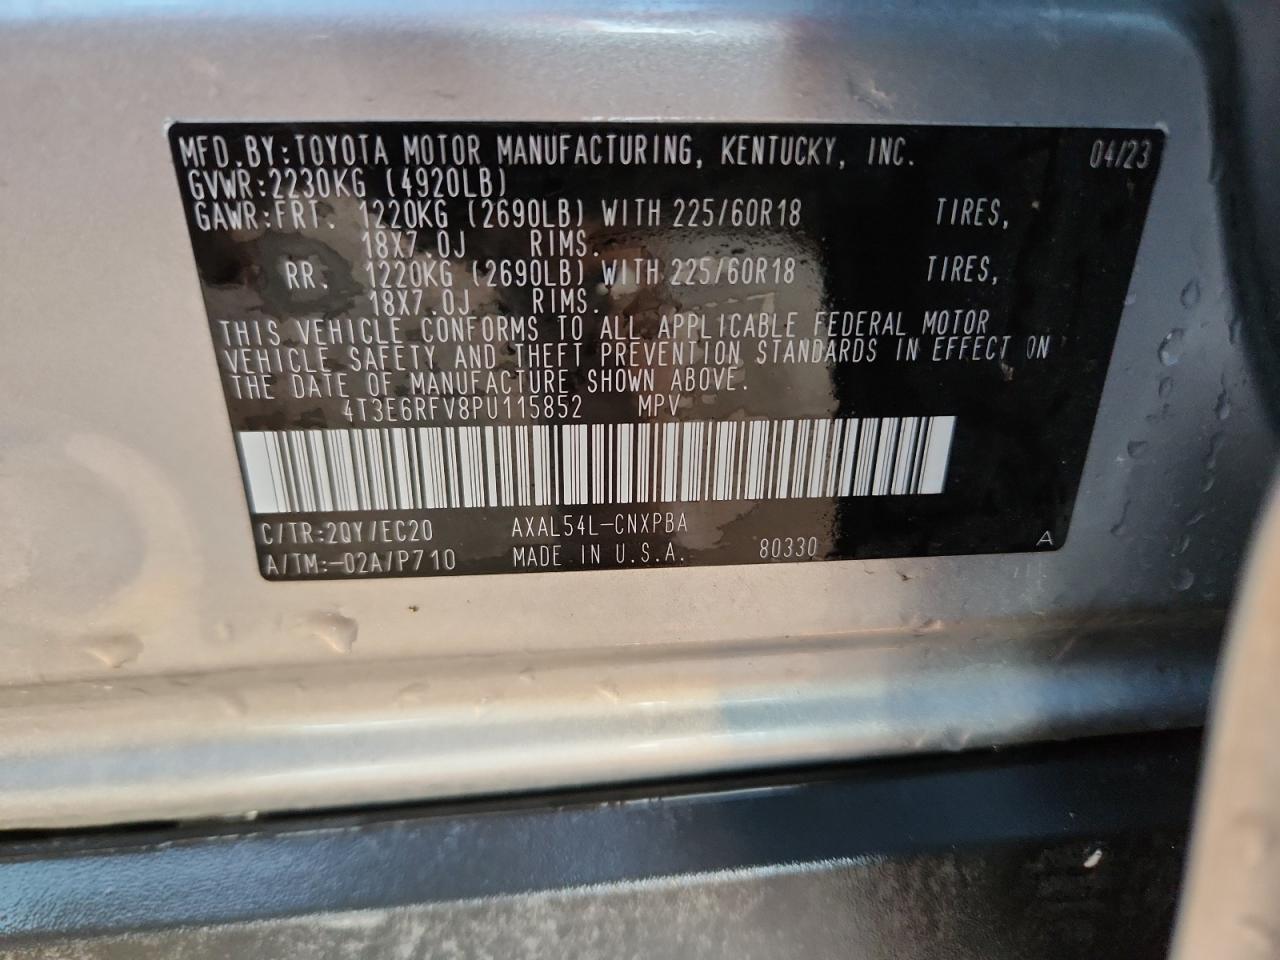 MFD.BY:TOYOTA MOTOR MANUFACTURING, KENTUCKY, INC. 04/23
GVWR:2230KG (4920LB)
GAWR:FRT. 1220KG (2690LB) WITH 225/60R18 TIRES,
18X7.0J RIMS.
RR. 1220KG (2690LB) WITH 225/60R18 TIRES,
18X7.0J RIMS.
THIS VEHICLE CONFORMS TO ALL APPLICABLE FEDERAL MOTOR
VEHICLE SAFETY AND THEFT PREVENTION STANDARDS IN EFFECT ON
THE DATE OF MANUFACTURE SHOWN ABOVE.
4T3E6RFV8PU115852 MPV
C/TR:2QY/EC20 AXAL54L-CNXPBA
A/TM:-02A/P710 MADE IN U.S.A. 80330 A